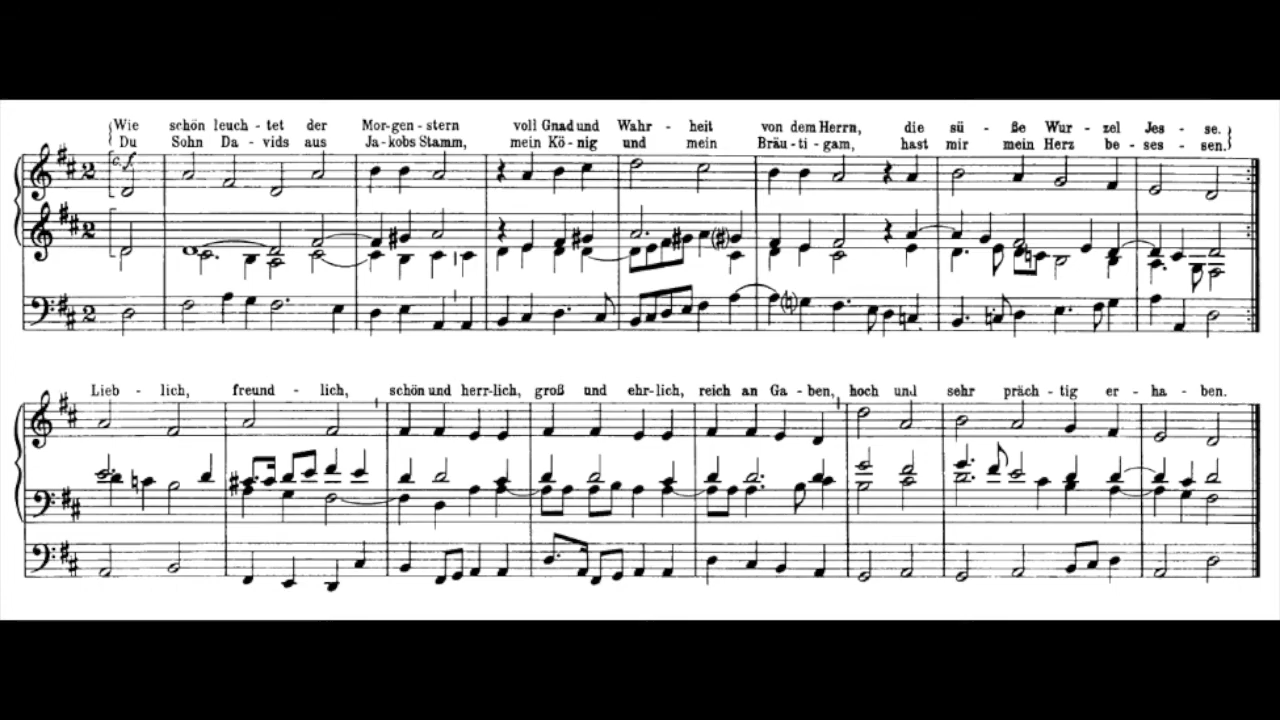 Wie schön leuch - tet der Mor-gen - stern voll Gnad und Wahr - heit von dem Herrn, die sü - ße Wur - zel Jes - se.
Du Sohn Da - vids aus Ja-kobs Stamm, mein Kö - nig und mein Bräu - ti - gam, hast mir mein Herz be - ses - sen.
c. f.
Lieb - lich, freund - lich, schön und herr-lich, groß und ehr-lich, reich an Ga - ben, hoch und sehr präch - tig er - ha - ben.